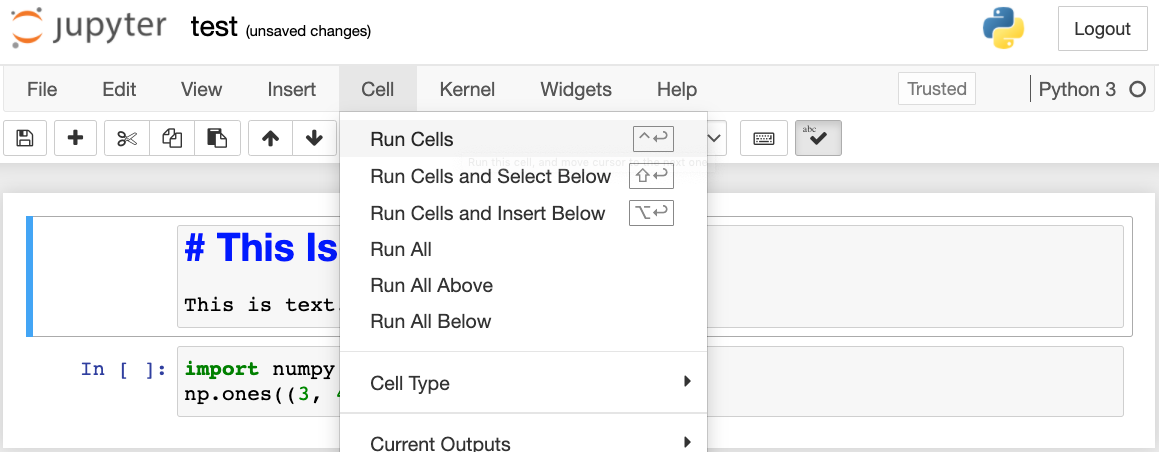 jupyter test (unsaved changes)
Logout
File Edit View Insert Cell Kernel Widgets Help Trusted Python 3
abc
Run Cells ^↩
Run this cell, and move cursor to the next one
Run Cells and Select Below ⇧↩
Run Cells and Insert Below ⌥↩
Run All
Run All Above
Run All Below
Cell Type
Current Outputs
# This Is
This is text.
In [ ]: import numpy
np.ones((3,